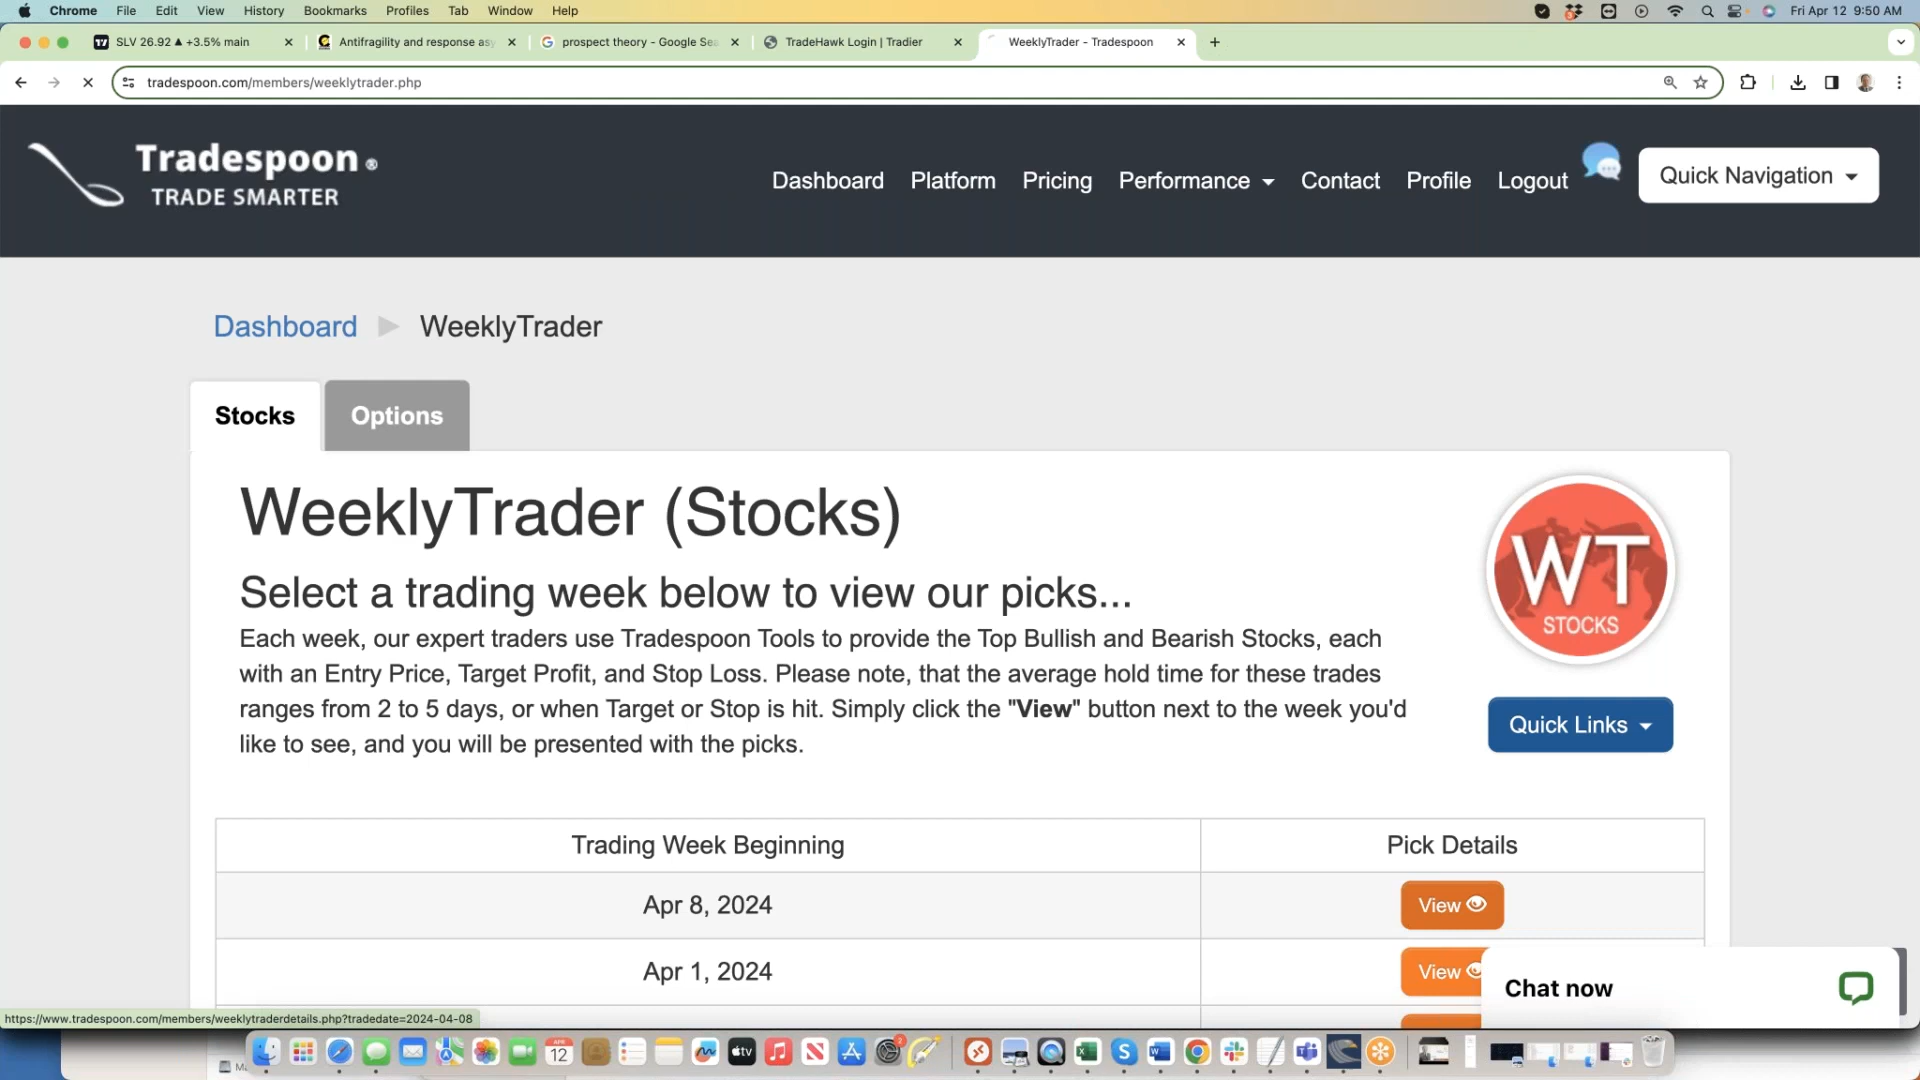 Chrome File Edit View History Bookmarks Profiles Tab Window Help Fri Apr 12 9:50 AM
SLV 26.92 ▲ +3.5% main
Antifragility and response asy
prospect theory - Google Sea
TradeHawk Login | Tradier
WeeklyTrader - Tradespoon
tradespoon.com/members/weeklytrader.php
Tradespoon ®
TRADE SMARTER
Dashboard Platform Pricing Performance Contact Profile Logout Quick Navigation
Dashboard WeeklyTrader
Stocks Options
WeeklyTrader (Stocks)
Select a trading week below to view our picks...
Each week, our expert traders use Tradespoon Tools to provide the Top Bullish and Bearish Stocks, each
with an Entry Price, Target Profit, and Stop Loss. Please note, that the average hold time for these trades
ranges from 2 to 5 days, or when Target or Stop is hit. Simply click the "View" button next to the week you'd
like to see, and you will be presented with the picks.
WT
STOCKS
Quick Links
Trading Week Beginning Pick Details
Apr 8, 2024 View
Apr 1, 2024 View
Chat now
https://www.tradespoon.com/members/weeklytraderdetails.php?tradedate=2024-04-08
APR
12
tv
2